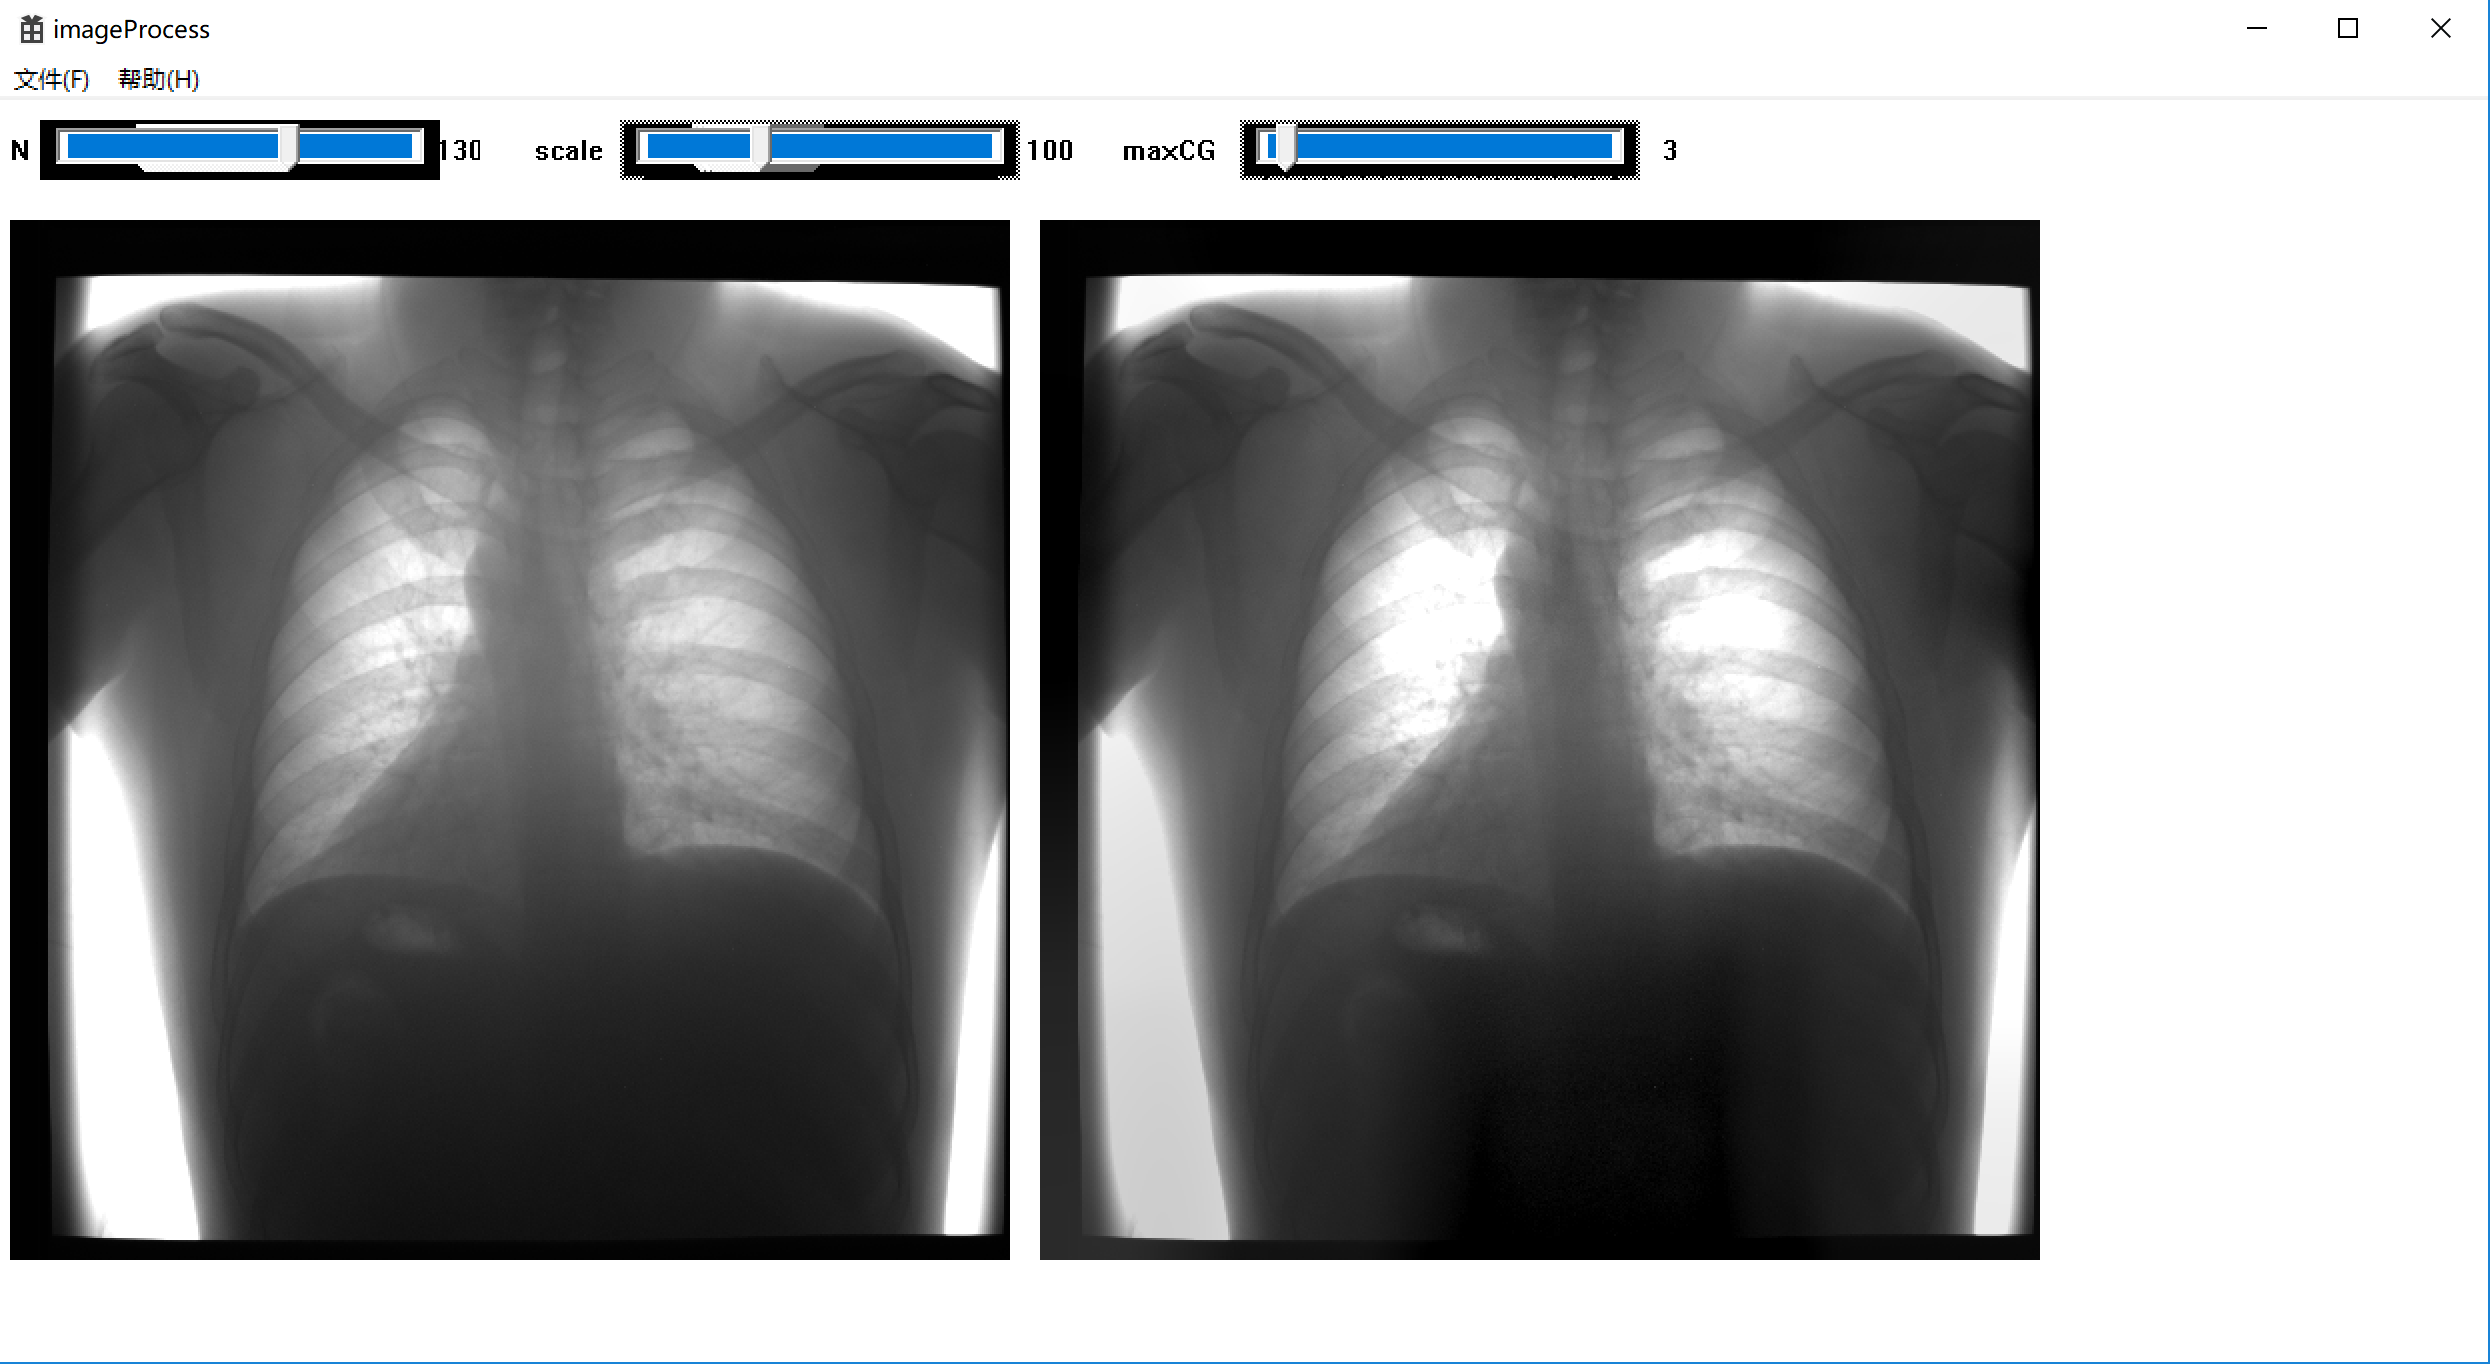 imageProcess
文件(F) 帮助(H)
N 130 scale 100 maxCG 3